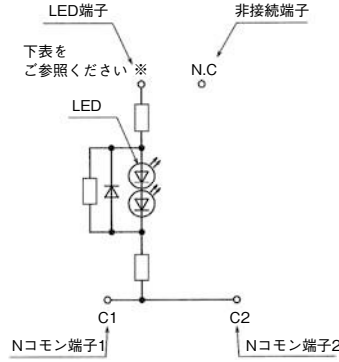 LED端子
非接続端子
下表を
ご参照ください ※
N.C
LED
C1
C2
Nコモン端子1
Nコモン端子2